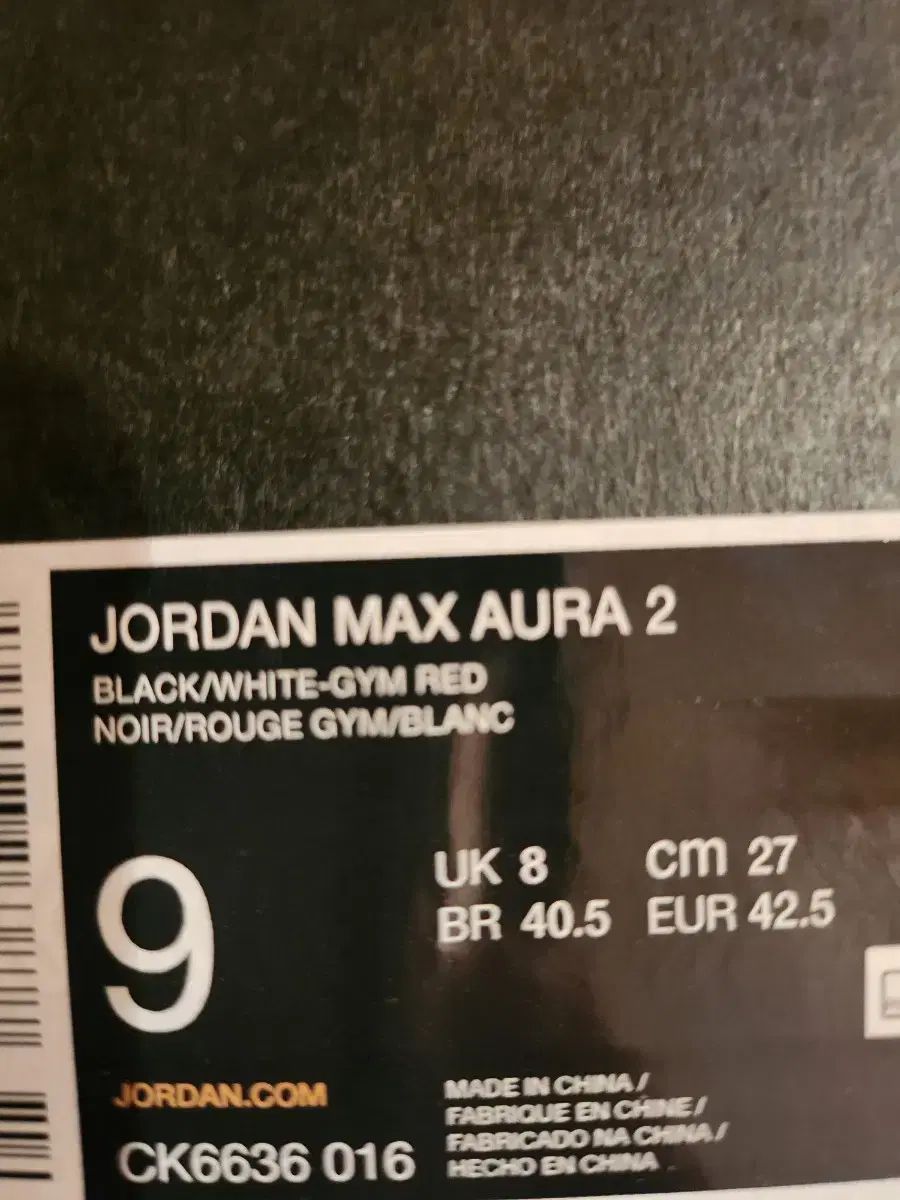 JORDAN MAX AURA 2
BLACK/WHITE-GYM RED
NOIR/ROUGE GYM/BLANC
9
UK 8 cm 27
BR 40.5 EUR 42.5
JORDAN.COM
CK6636 016
MADE IN CHINA /
FABRIQUE EN CHINE /
FABRICADO NA CHINA /
HECHO EN CHINA